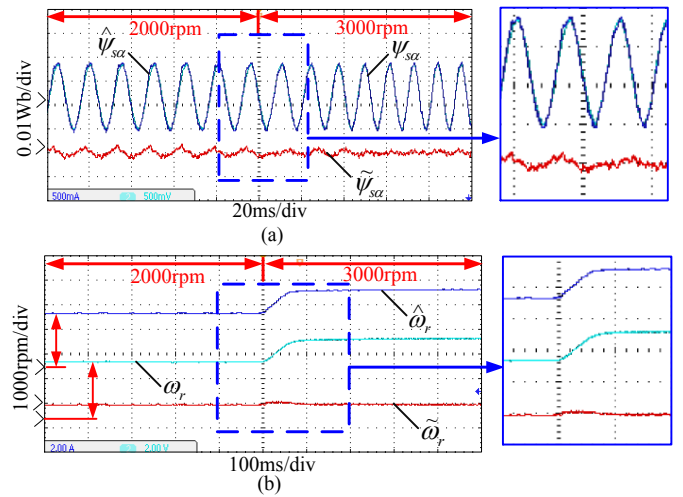 2000rpm
3000rpm
ψ̂sα
ψsα
0.01Wb/div
ψ̃sα
500mA
500mV
20ms/div
(a)
2000rpm
3000rpm
ω̂r
1000rpm/div
ωr
ω̃r
2.00 A
2.00 V
100ms/div
(b)